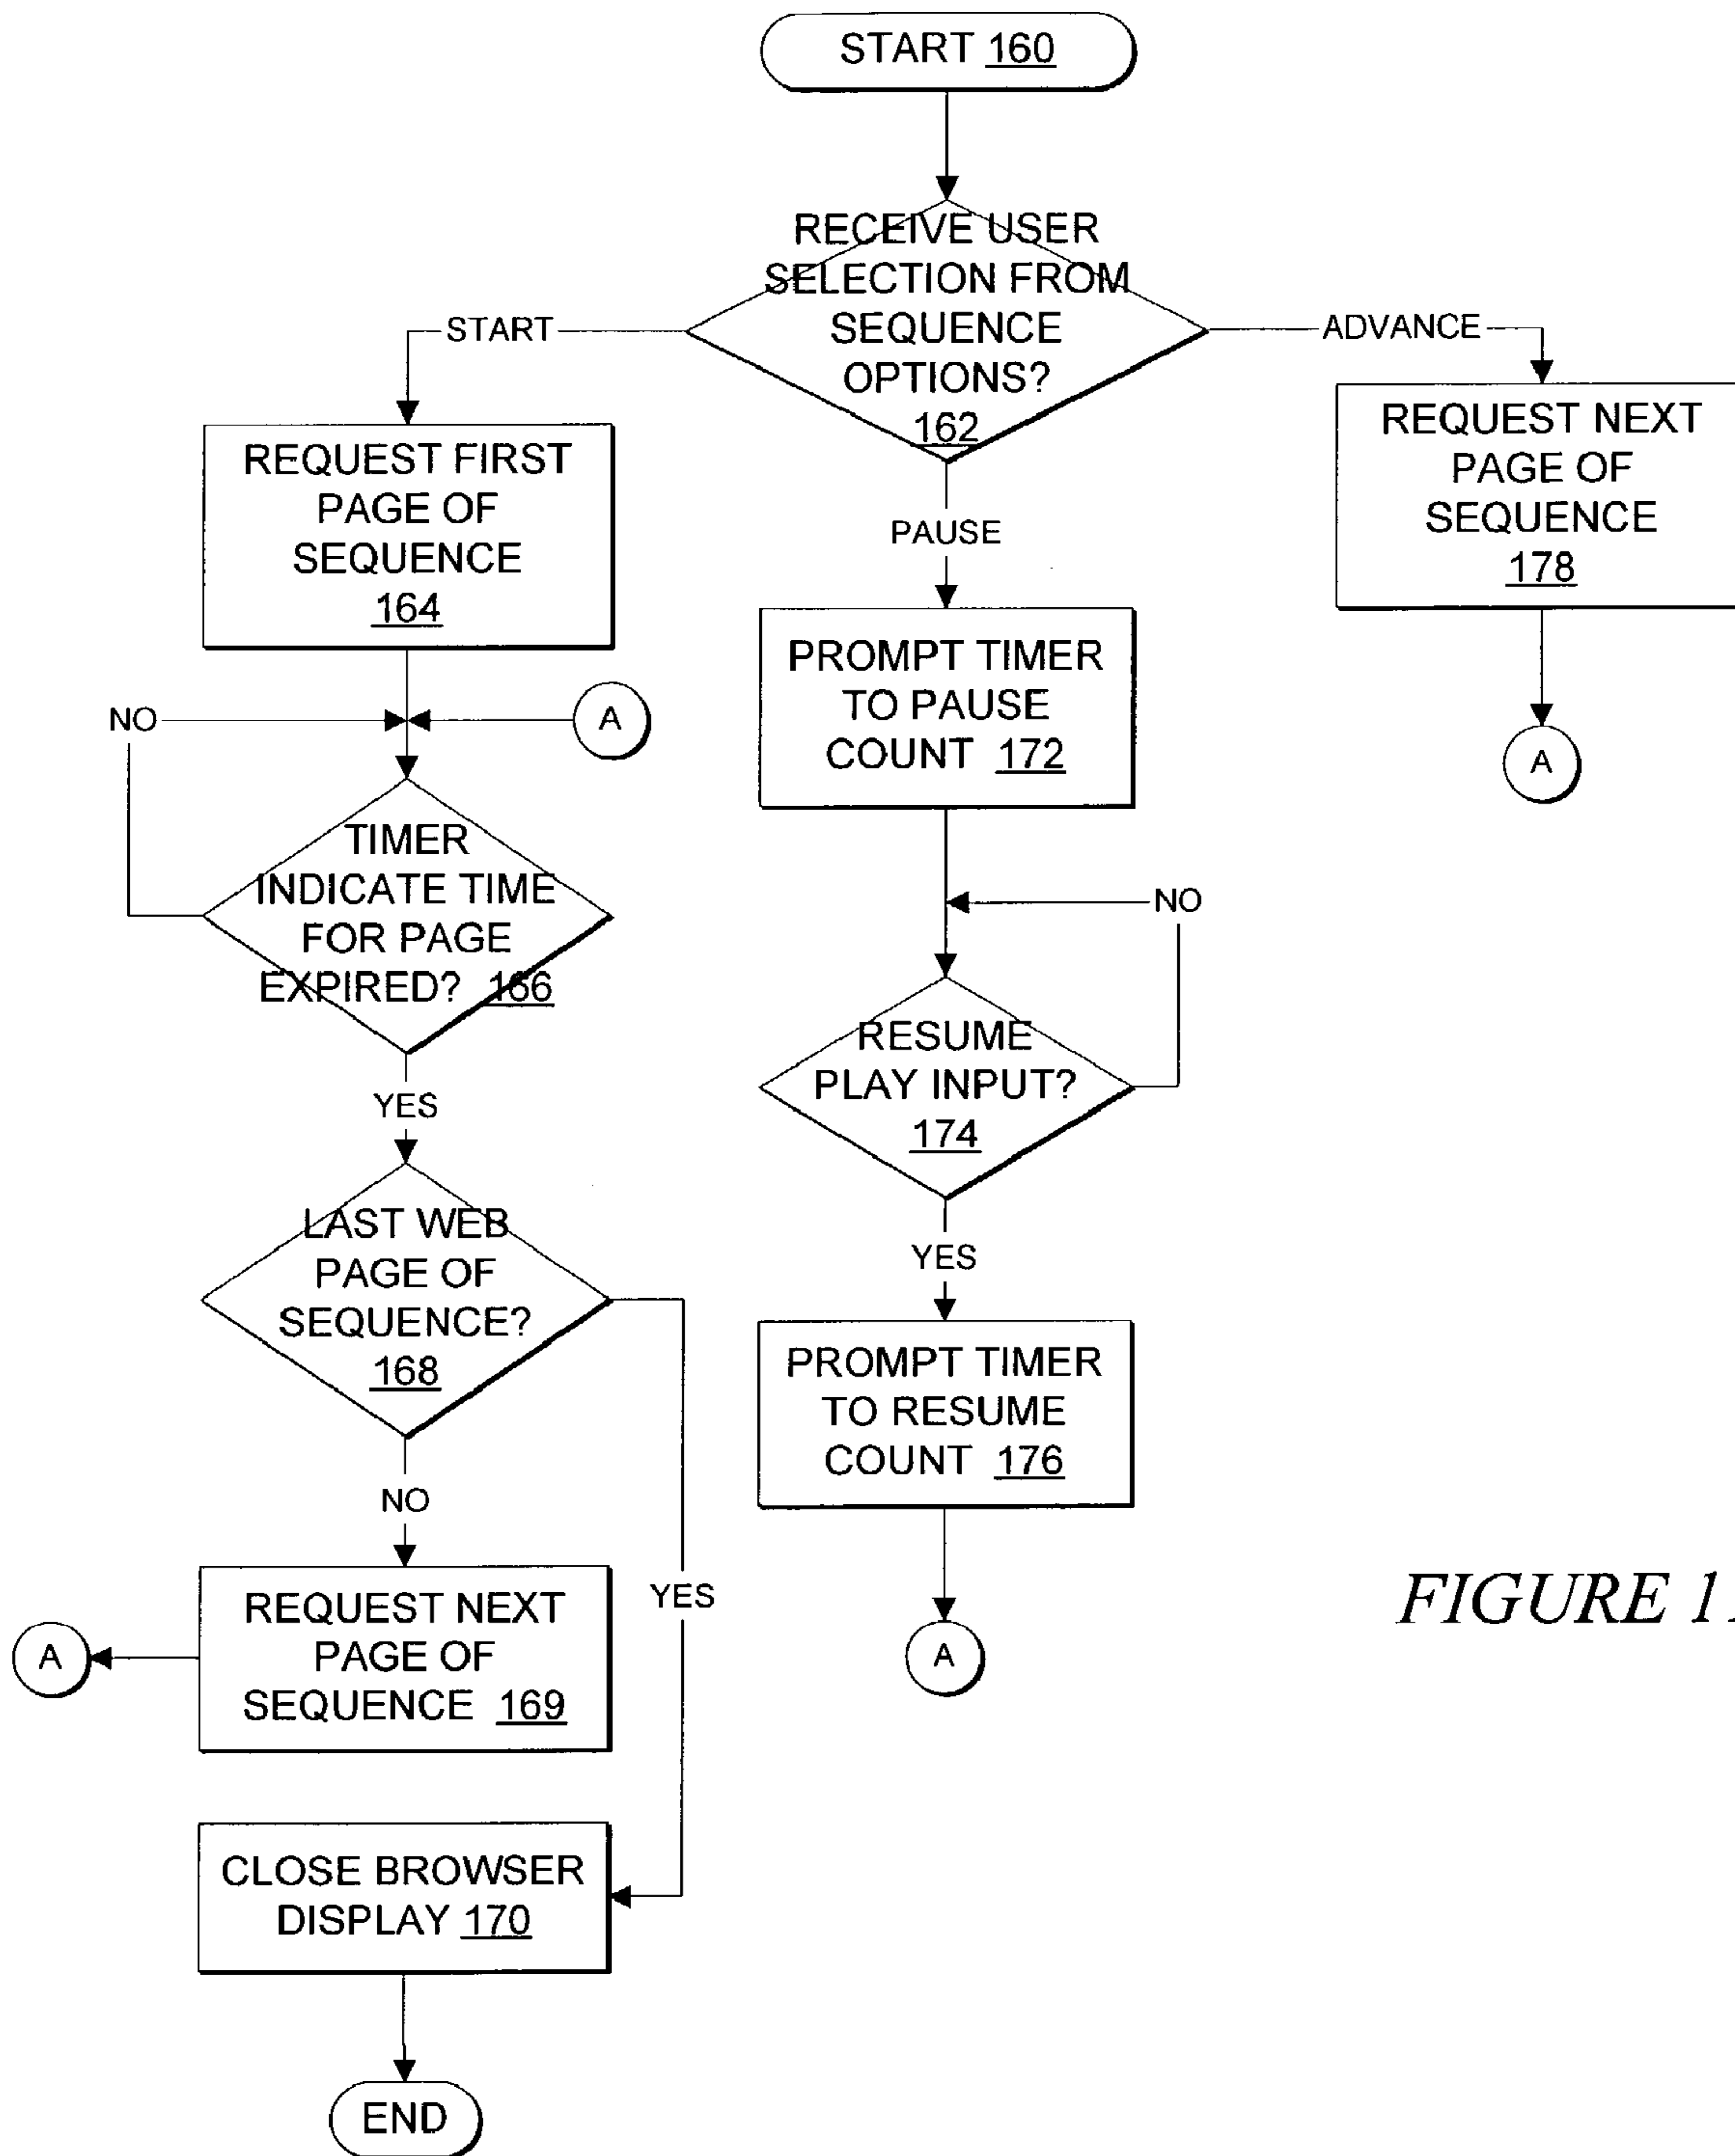 START 160
RECEIVE USER
SELECTION FROM
SEQUENCE
OPTIONS?
162
START
ADVANCE
PAUSE
REQUEST FIRST
PAGE OF
SEQUENCE
164
NO
A
TIMER
INDICATE TIME
FOR PAGE
EXPIRED? 166
YES
LAST WEB
PAGE OF
SEQUENCE?
168
NO
YES
REQUEST NEXT
PAGE OF
SEQUENCE 169
A
CLOSE BROWSER
DISPLAY 170
END
PROMPT TIMER
TO PAUSE
COUNT 172
NO
RESUME
PLAY INPUT?
174
YES
PROMPT TIMER
TO RESUME
COUNT 176
A
REQUEST NEXT
PAGE OF
SEQUENCE
178
A
FIGURE 11